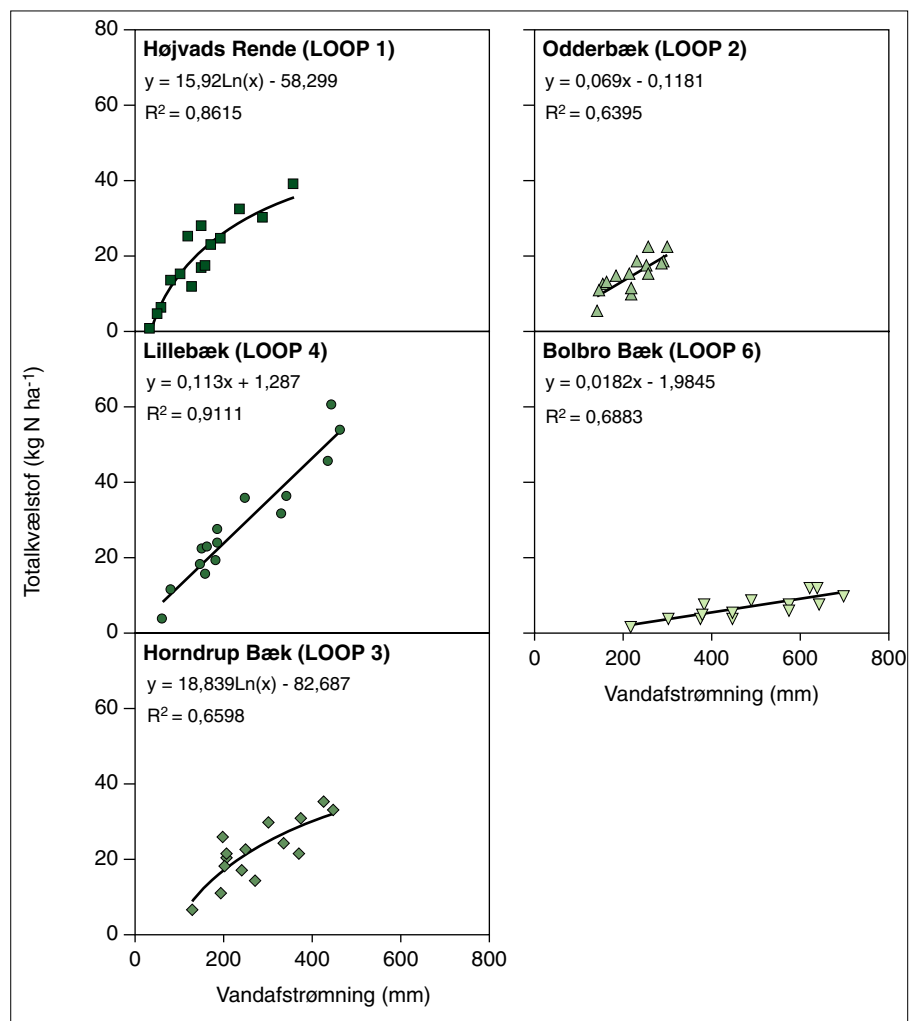 Totalkvælstof (kg N ha-1)
80
60
40
20
0
Højvads Rende (LOOP 1)
y = 15,92Ln(x) - 58,299
R2 = 0,8615
Odderbæk (LOOP 2)
y = 0,069x - 0,1181
R2 = 0,6395
60
40
20
0
Lillebæk (LOOP 4)
y = 0,113x + 1,287
R2 = 0,9111
Bolbro Bæk (LOOP 6)
y = 0,0182x - 1,9845
R2 = 0,6883
0 200 400 600 800
Vandafstrømning (mm)
60
40
20
0
Horndrup Bæk (LOOP 3)
y = 18,839Ln(x) - 82,687
R2 = 0,6598
0 200 400 600 800
Vandafstrømning (mm)